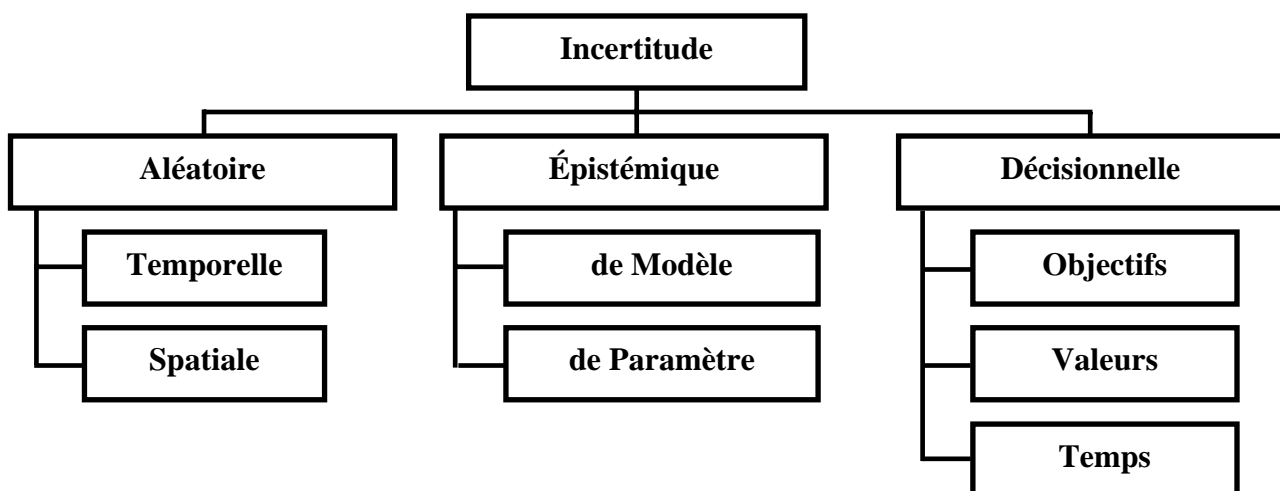 Incertitude
Aléatoire
Épistémique
Décisionnelle
Temporelle
de Modèle
Objectifs
Spatiale
de Paramètre
Valeurs
Temps